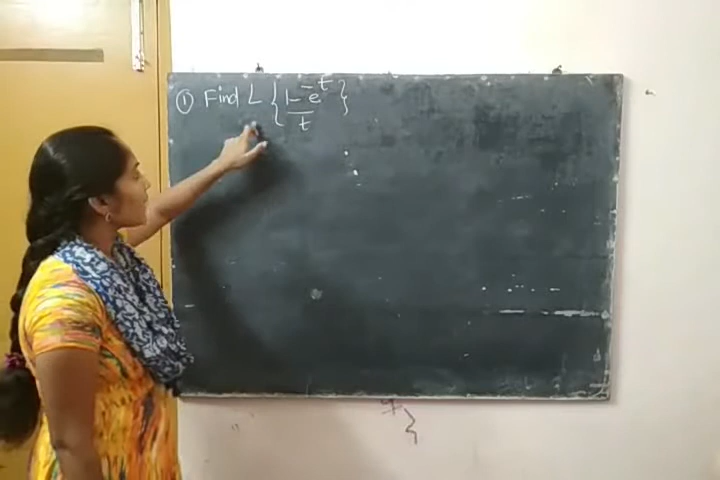 ① Find L { (1-e^{-t})/t }